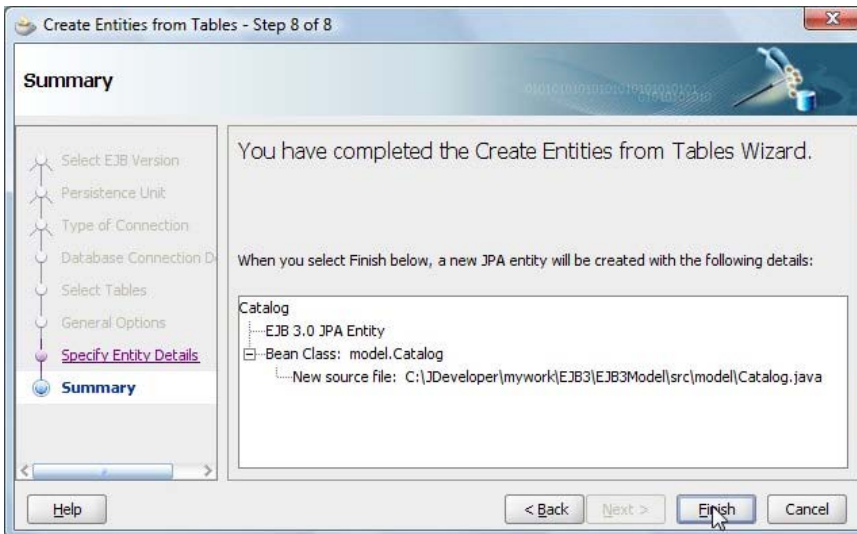 Create Entities from Tables - Step 8 of 8
Summary
Select EJB Version
Persistence Unit
Type of Connection
Database Connection D
Select Tables
General Options
Specify Entity Details
Summary
You have completed the Create Entities from Tables Wizard.
When you select Finish below, a new JPA entity will be created with the following details:
Catalog
EJB 3.0 JPA Entity
Bean Class: model.Catalog
New source file: C:\JDeveloper\mywork\EJB3\EJB3Model\src\model\Catalog.java
Help
< Back
Next >
Finish
Cancel